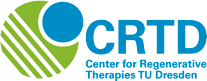 CRTD
Center for Regenerative
Therapies TU Dresden